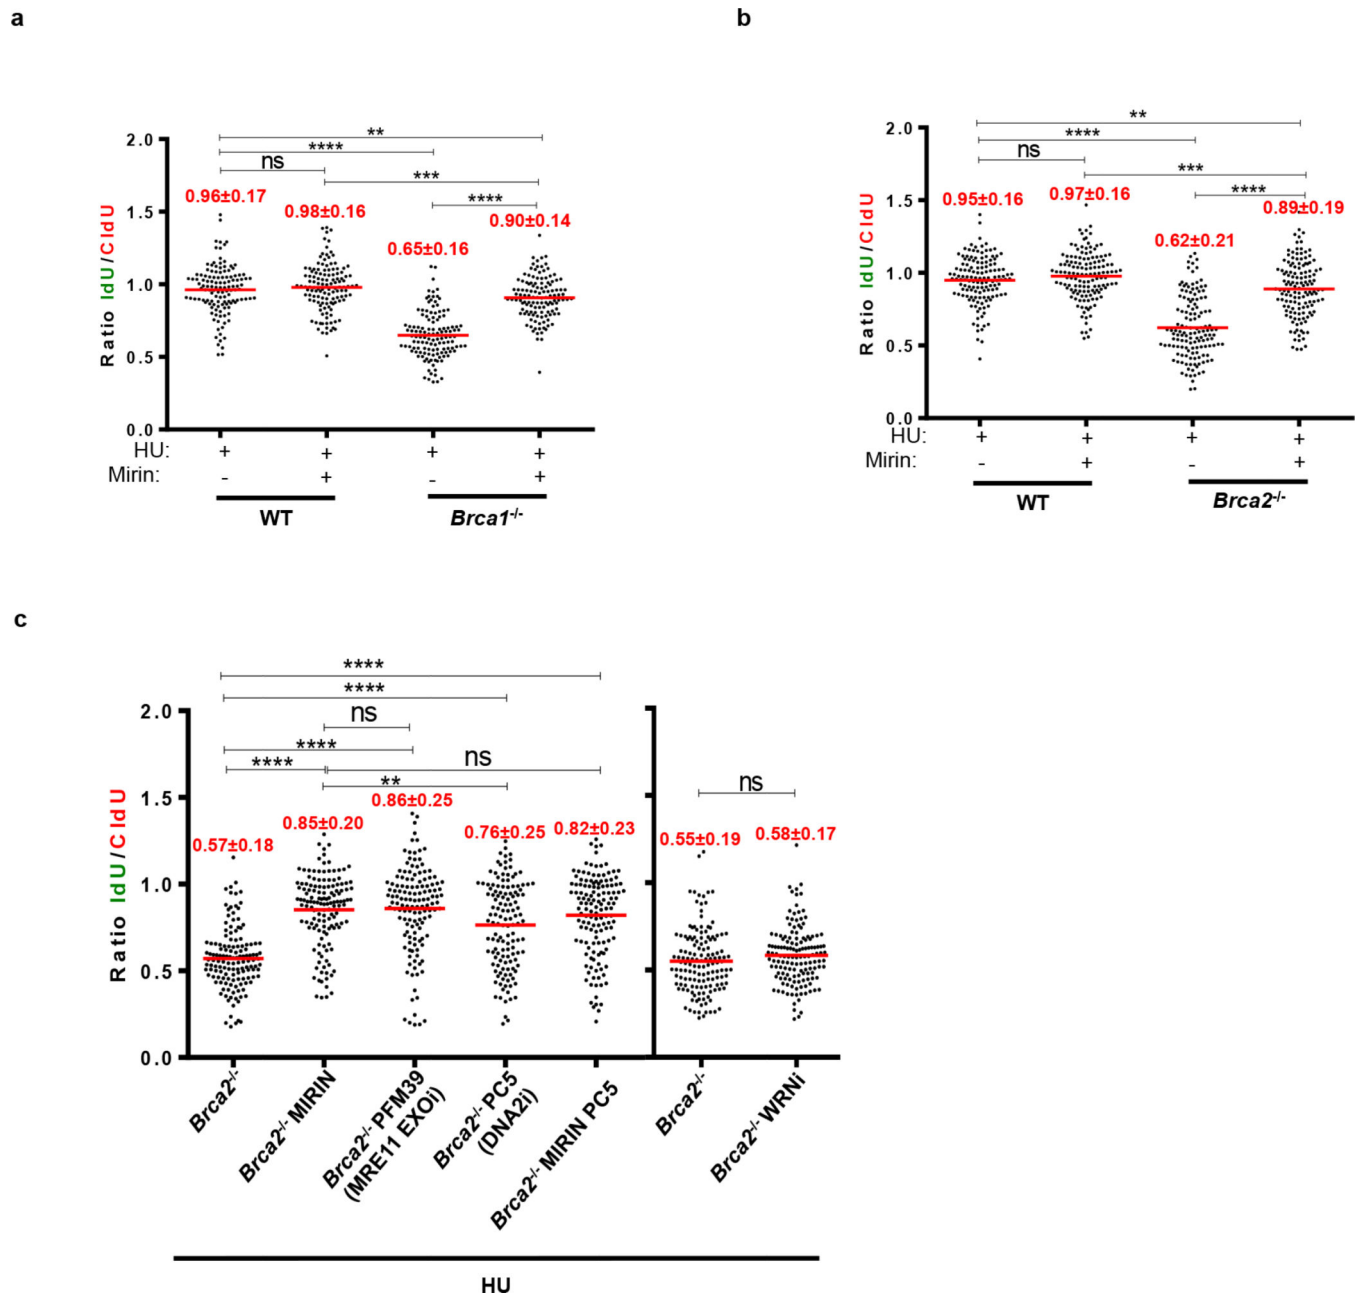 a
2.0
1.5
1.0
0.5
0.0
Ratio IdU/CIdU
**
****
ns
***
****
0.96±0.17
0.98±0.16
0.65±0.16
0.90±0.14
HU: + + + +
Mirin: - + - +
WT
Brca1-/-
b
2.0
1.5
1.0
0.5
0.0
Ratio IdU/CIdU
**
****
ns
***
****
0.95±0.16
0.97±0.16
0.62±0.21
0.89±0.19
HU: + + + +
Mirin: - + - +
WT
Brca2-/-
c
2.0
1.5
1.0
0.5
0.0
Ratio IdU/CIdU
****
****
ns
****
****
ns
**
0.57±0.18
0.85±0.20
0.86±0.25
0.76±0.25
0.82±0.23
ns
0.55±0.19
0.58±0.17
Brca2-/-
Brca2-/- MIRIN
Brca2-/- PFM39
(MRE11 EXOi)
Brca2-/- PC5
(DNA2i)
Brca2-/- MIRIN PC5
Brca2-/-
Brca2-/- WRNi
HU